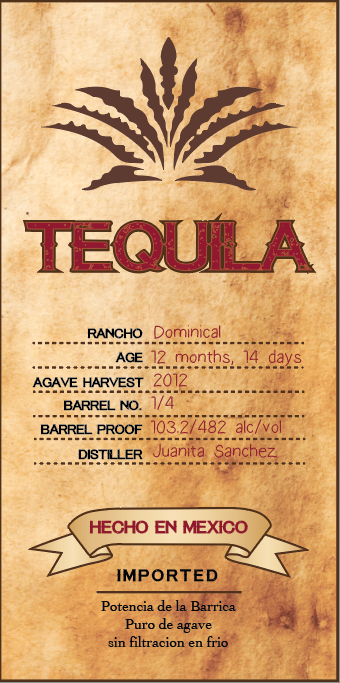 TEQUILA
RANCHO Dominical
AGE 12 months, 14 days
AGAVE HARVEST 2012
BARREL NO. 1/4
BARREL PROOF 103.2/482 alc/vol
DISTILLER Juanita Sanchez
HECHO EN MEXICO
IMPORTED
Potencia de la Barrica
Puro de agave
sin filtracion en frio